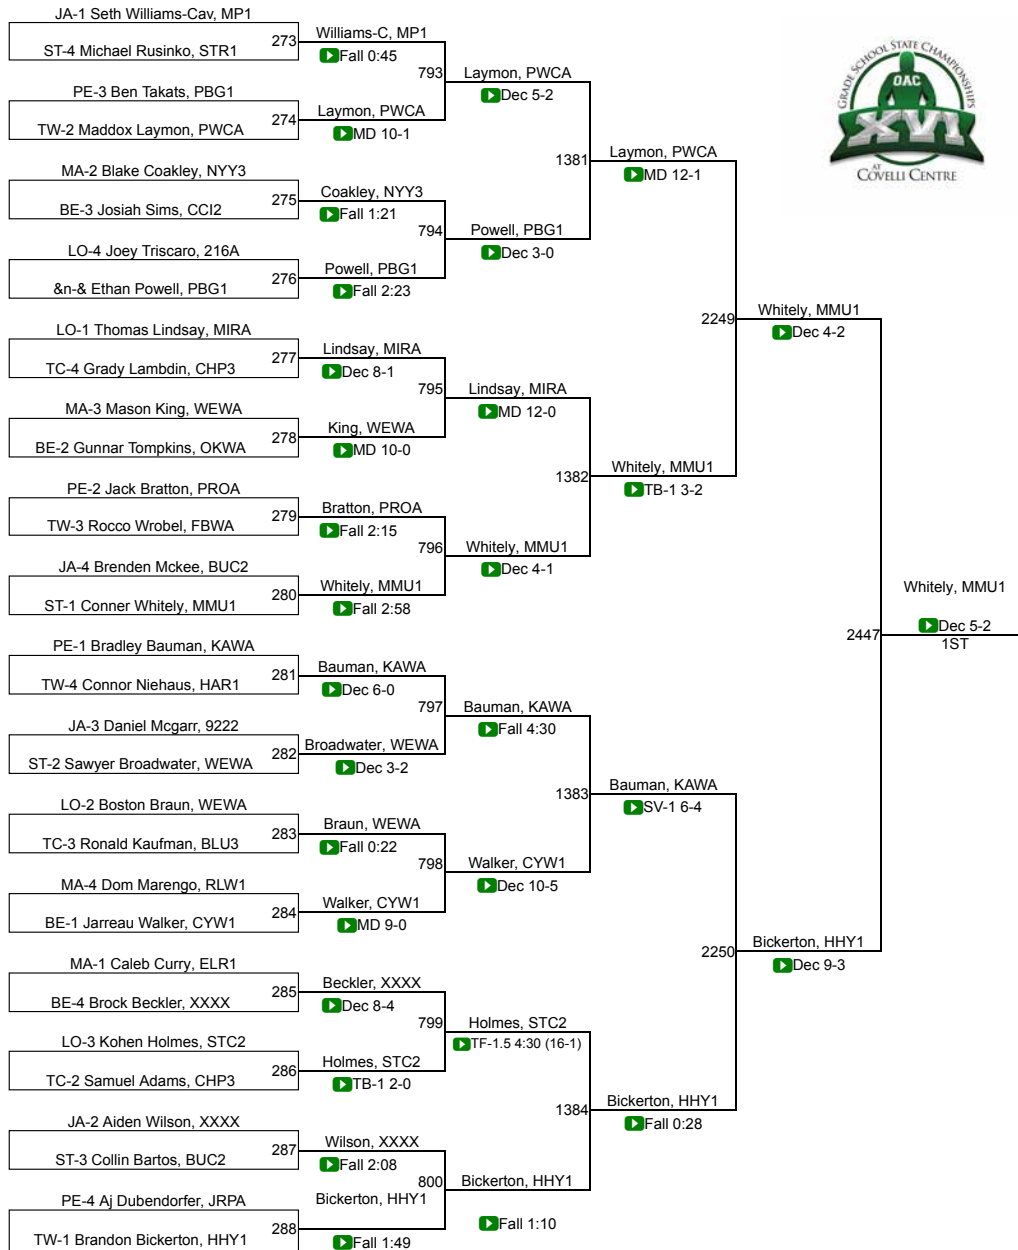 JA-1 Seth Williams-Cav, MP1
273
ST-4 Michael Rusinko, STR1
PE-3 Ben Takats, PBG1
274
TW-2 Maddox Laymon, PWCA
MA-2 Blake Coakley, NYY3
275
BE-3 Josiah Sims, CCI2
LO-4 Joey Triscaro, 216A
276
&n-& Ethan Powell, PBG1
LO-1 Thomas Lindsay, MIRA
277
TC-4 Grady Lambdin, CHP3
MA-3 Mason King, WEWA
278
BE-2 Gunnar Tompkins, OKWA
PE-2 Jack Bratton, PROA
279
TW-3 Rocco Wrobel, FBWA
JA-4 Brenden Mckee, BUC2
280
ST-1 Conner Whitely, MMU1
PE-1 Bradley Bauman, KAWA
281
TW-4 Connor Niehaus, HAR1
JA-3 Daniel Mcgarr, 9222
282
ST-2 Sawyer Broadwater, WEWA
LO-2 Boston Braun, WEWA
283
TC-3 Ronald Kaufman, BLU3
MA-4 Dom Marengo, RLW1
284
BE-1 Jarreau Walker, CYW1
MA-1 Caleb Curry, ELR1
285
BE-4 Brock Beckler, XXXX
LO-3 Kohen Holmes, STC2
286
TC-2 Samuel Adams, CHP3
JA-2 Aiden Wilson, XXXX
287
ST-3 Collin Bartos, BUC2
PE-4 Aj Dubendorfer, JRPA
288
TW-1 Brandon Bickerton, HHY1
Williams-C, MP1
Fall 0:45
793
Laymon, PWCA
MD 10-1
Coakley, NYY3
Fall 1:21
794
Powell, PBG1
Fall 2:23
Lindsay, MIRA
Dec 8-1
795
King, WEWA
MD 10-0
Bratton, PROA
Fall 2:15
796
Whitely, MMU1
Fall 2:58
Bauman, KAWA
Dec 6-0
797
Broadwater, WEWA
Dec 3-2
Braun, WEWA
Fall 0:22
798
Walker, CYW1
MD 9-0
Beckler, XXXX
Dec 8-4
799
Holmes, STC2
TB-1 2-0
Wilson, XXXX
Fall 2:08
800
Bickerton, HHY1
Fall 1:49
Laymon, PWCA
Dec 5-2
1381
Powell, PBG1
Dec 3-0
Lindsay, MIRA
MD 12-0
1382
Whitely, MMU1
Dec 4-1
Bauman, KAWA
Fall 4:30
1383
Walker, CYW1
Dec 10-5
Holmes, STC2
TF-1.5 4:30 (16-1)
1384
Bickerton, HHY1
Fall 1:10
Laymon, PWCA
MD 12-1
2249
Whitely, MMU1
TB-1 3-2
Bauman, KAWA
SV-1 6-4
2250
Bickerton, HHY1
Fall 0:28
Whitely, MMU1
Dec 4-2
2447
Bickerton, HHY1
Dec 9-3
Whitely, MMU1
Dec 5-2
1ST
GRADE SCHOOL STATE CHAMPIONSHIPS
OAC
XVI
AT
COVELLI CENTRE